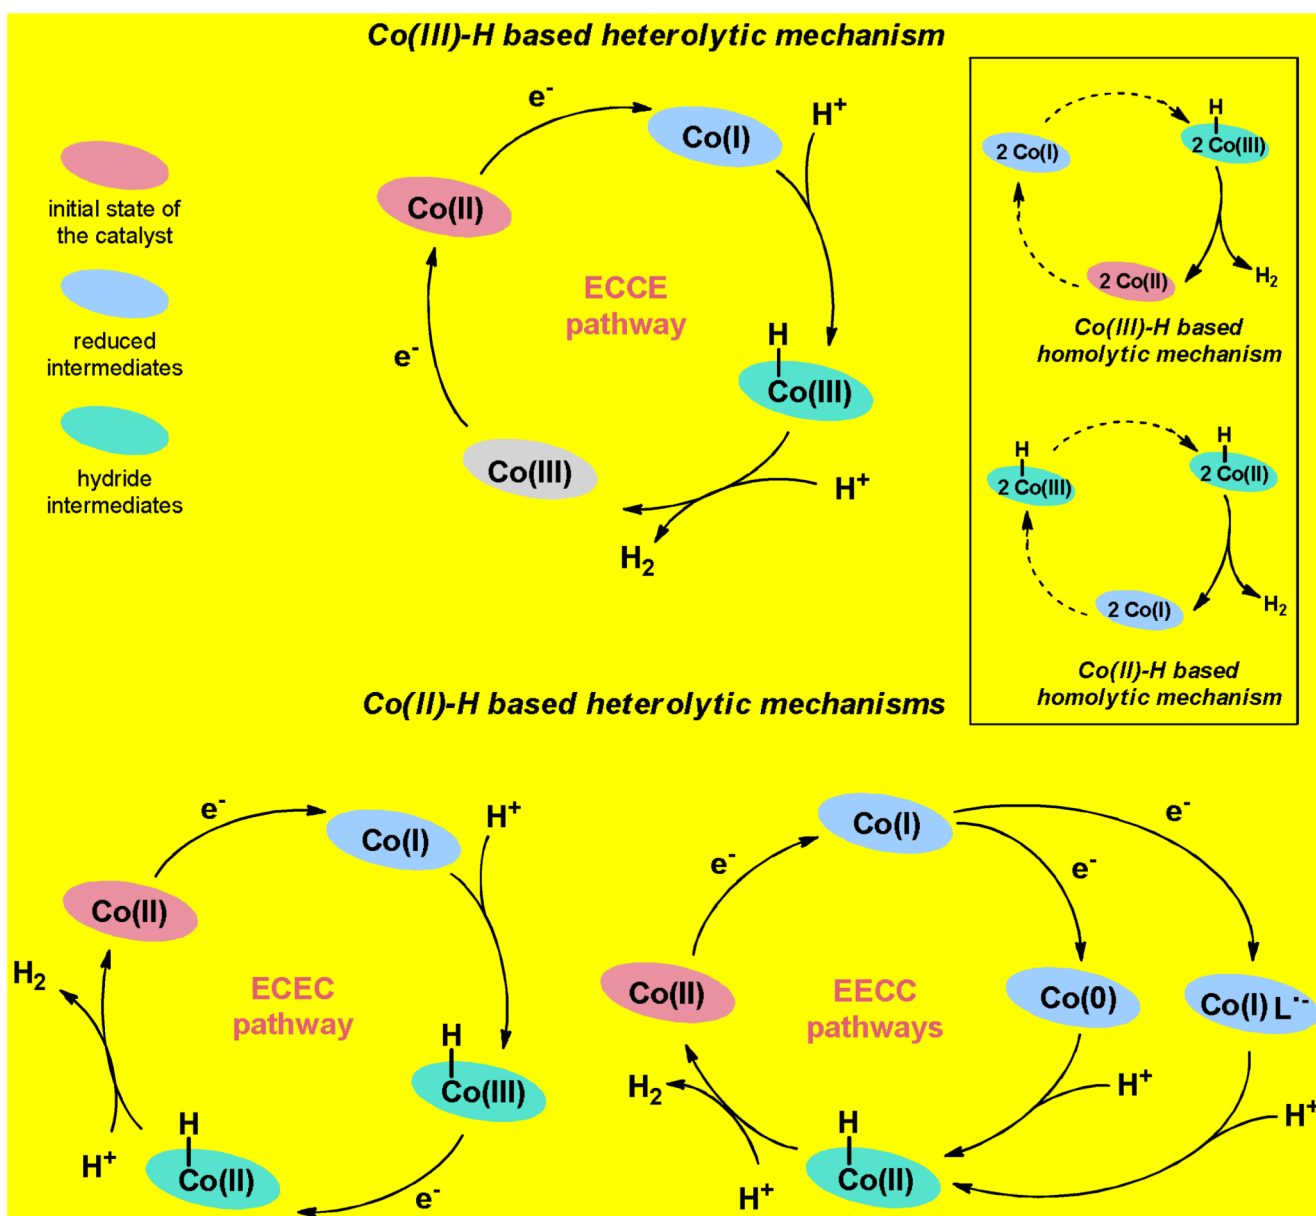 Co(III)-H based heterolytic mechanism
initial state of
the catalyst
reduced
intermediates
hydride
intermediates
e-
Co(I)
H+
Co(II)
ECCE
pathway
e-
H
Co(III)
Co(III)
H+
H2
H
2 Co(I)
2 Co(III)
2 Co(II)
H2
Co(III)-H based
homolytic mechanism
H
H
2 Co(III)
2 Co(II)
2 Co(I)
H2
Co(II)-H based
homolytic mechanism
Co(II)-H based heterolytic mechanisms
e-
H+
Co(I)
Co(II)
H2
ECEC
pathway
H
Co(III)
H
H+
Co(II)
e-
Co(I)
e-
e-
e-
Co(II)
EECC
pathways
Co(0)
Co(I) L·-
H2
H+
H+
H
Co(II)
H+